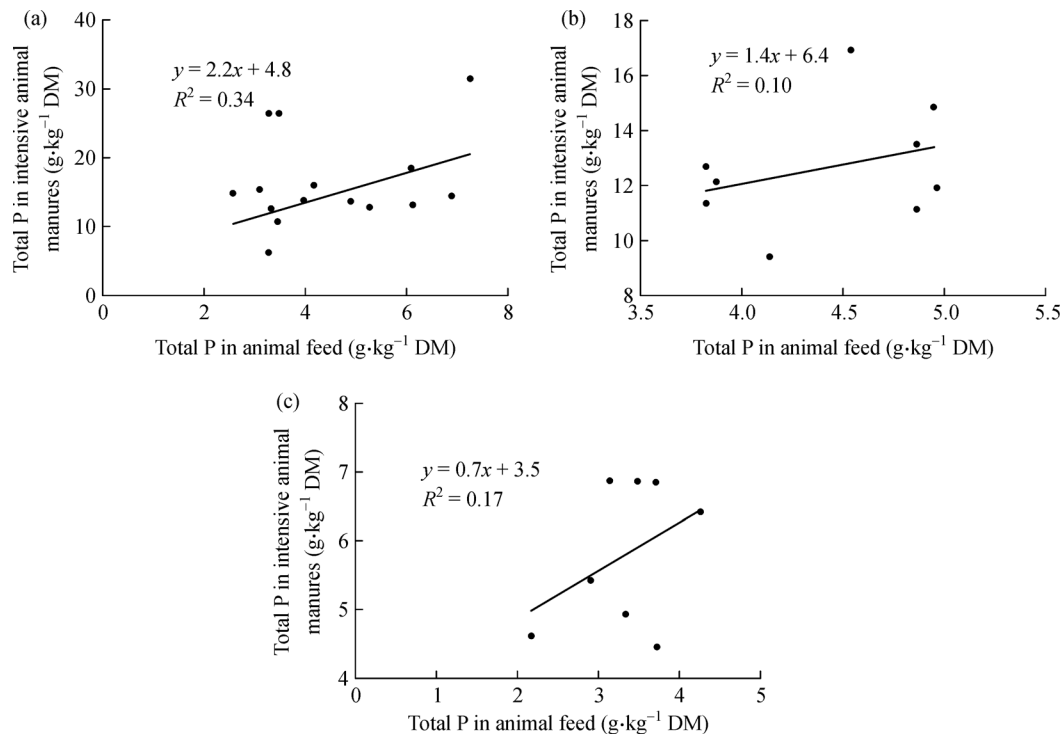 (a)
y = 2.2x + 4.8
R² = 0.34
40
30
20
10
0
0
2
4
6
8
Total P in intensive animal
manures (g·kg⁻¹ DM)
Total P in animal feed (g·kg⁻¹ DM)
(b)
y = 1.4x + 6.4
R² = 0.10
18
16
14
12
10
8
3.5
4.0
4.5
5.0
5.5
Total P in intensive animal
manures (g·kg⁻¹ DM)
Total P in animal feed (g·kg⁻¹ DM)
(c)
y = 0.7x + 3.5
R² = 0.17
8
7
6
5
4
0
1
2
3
4
5
Total P in intensive animal
manures (g·kg⁻¹ DM)
Total P in animal feed (g·kg⁻¹ DM)